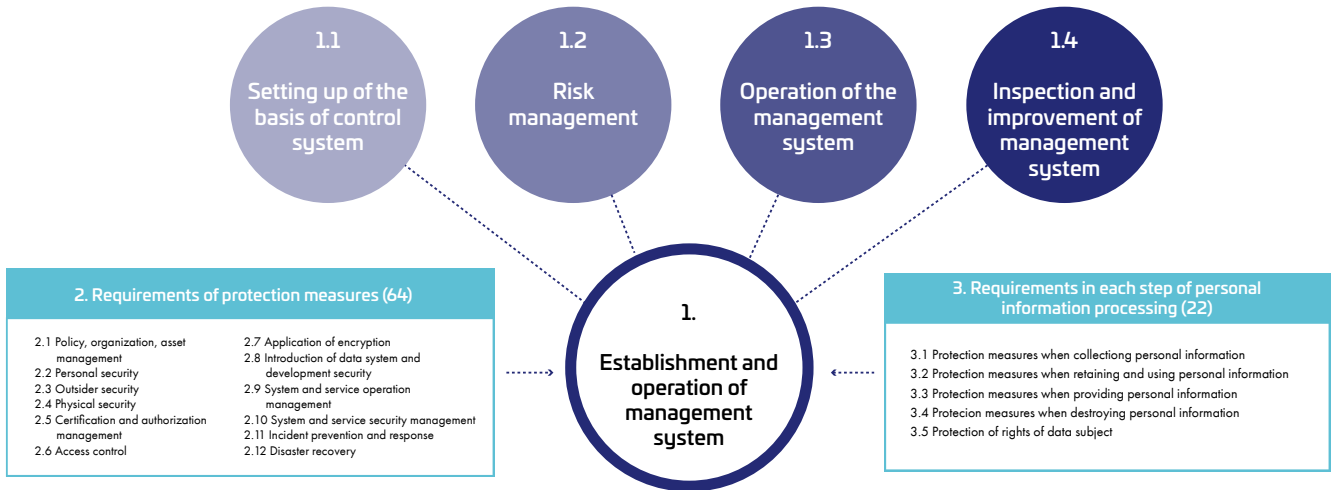 1.1
Setting up of the
basis of control
system
1.2
Risk
management
1.3
Operation of the
management
system
1.4
Inspection and
improvement of
management
system
2. Requirements of protection measures (64)
2.1 Policy, organization, asset
management
2.2 Personal security
2.3 Outsider security
2.4 Physical security
2.5 Certification and authorization
management
2.6 Access control
2.7 Application of encryption
2.8 Introduction of data system and
development security
2.9 System and service operation
management
2.10 System and service security management
2.11 Incident prevention and response
2.12 Disaster recovery
1.
Establishment and
operation of
management
system
3. Requirements in each step of personal
information processing (22)
3.1 Protection measures when collectiong personal information
3.2 Protection measures when retaining and using personal information
3.3 Protection measures when providing personal information
3.4 Protecion measures when destroying personal information
3.5 Protection of rights of data subject